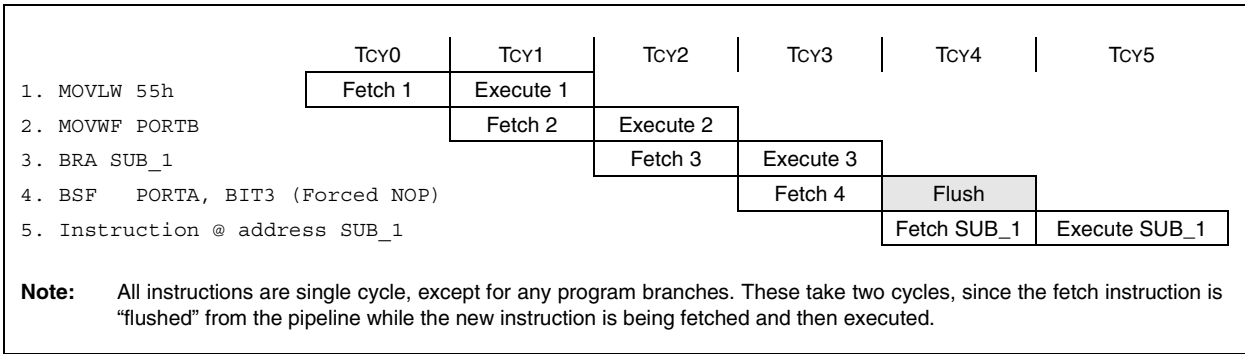 TCY0 TCY1 TCY2 TCY3 TCY4 TCY5
1. MOVLW 55h Fetch 1 Execute 1
2. MOVWF PORTB Fetch 2 Execute 2
3. BRA SUB_1 Fetch 3 Execute 3
4. BSF PORTA, BIT3 (Forced NOP) Fetch 4 Flush
5. Instruction @ address SUB_1 Fetch SUB_1 Execute SUB_1
Note: All instructions are single cycle, except for any program branches. These take two cycles, since the fetch instruction is
“flushed” from the pipeline while the new instruction is being fetched and then executed.